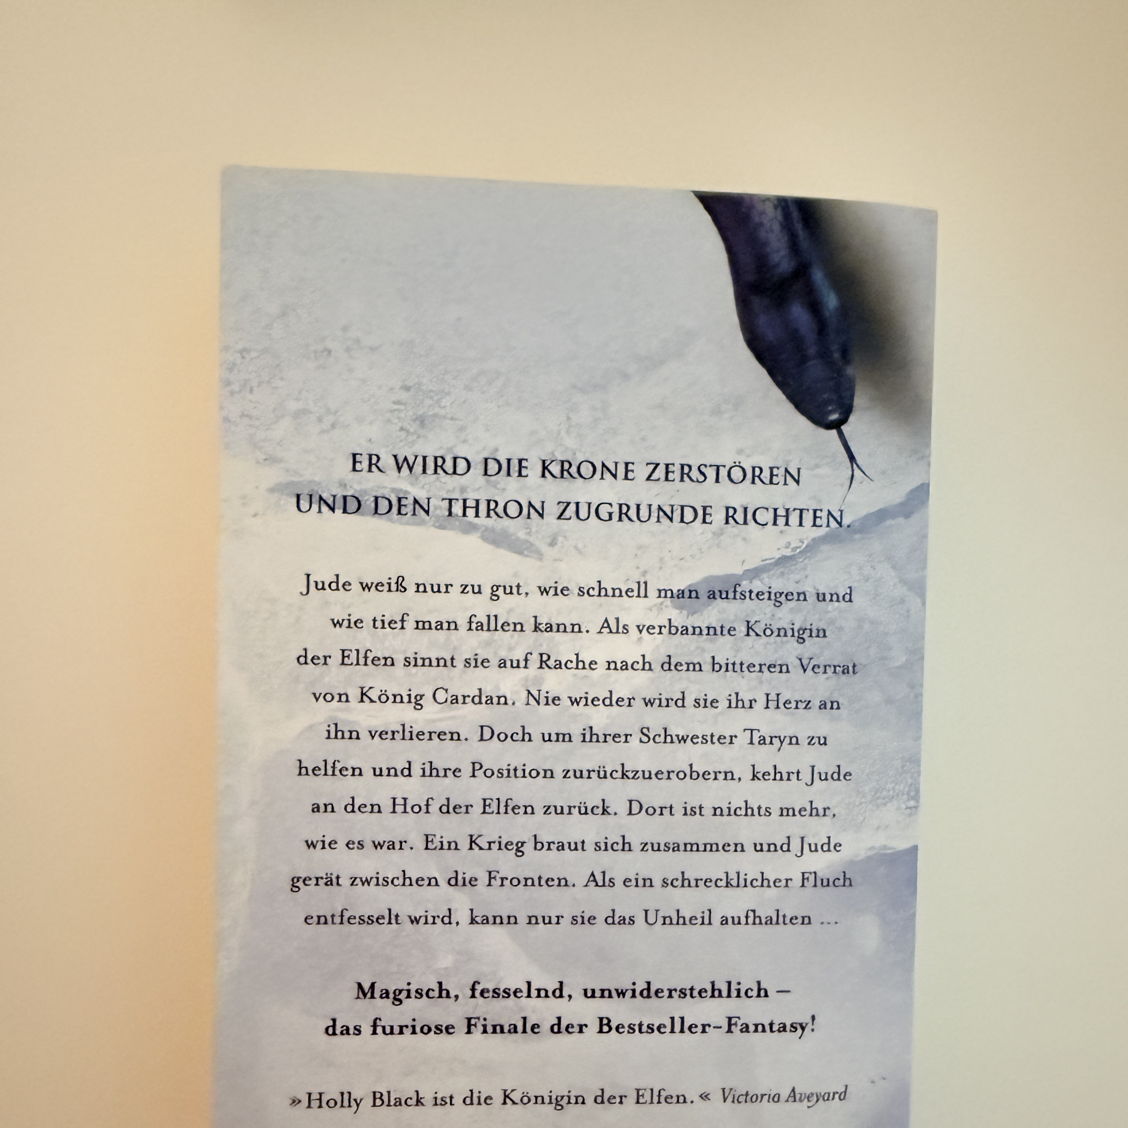 ER WIRD DIE KRONE ZERSTÖREN
UND DEN THRON ZUGRUNDE RICHTEN.
Jude weiß nur zu gut, wie schnell man aufsteigen und
wie tief man fallen kann. Als verbannte Königin
der Elfen sinnt sie auf Rache nach dem bitteren Verrat
von König Cardan. Nie wieder wird sie ihr Herz an
ihn verlieren. Doch um ihrer Schwester Taryn zu
helfen und ihre Position zurückzuerobern, kehrt Jude
an den Hof der Elfen zurück. Dort ist nichts mehr,
wie es war. Ein Krieg braut sich zusammen und Jude
gerät zwischen die Fronten. Als ein schrecklicher Fluch
entfesselt wird, kann nur sie das Unheil aufhalten ...
Magisch, fesselnd, unwiderstehlich –
das furiose Finale der Bestseller-Fantasy!
»Holly Black ist die Königin der Elfen.« Victoria Aveyard